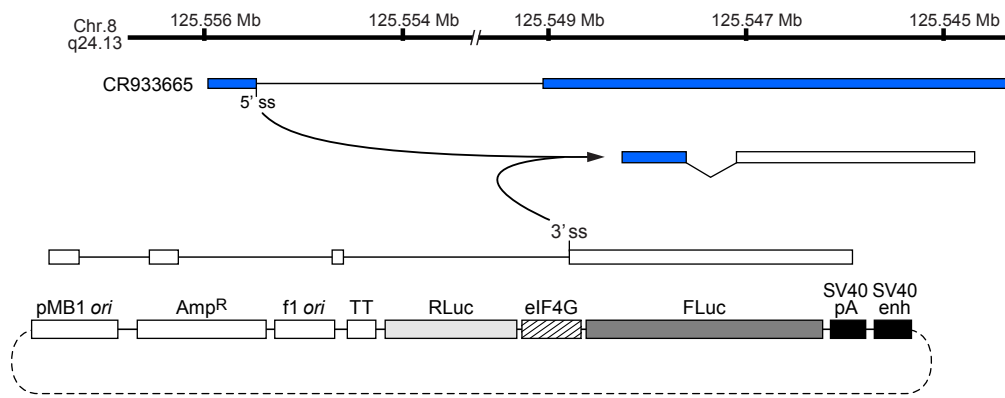 Chr.8
q24.13
125.556 Mb
125.554 Mb
125.549 Mb
125.547 Mb
125.545 Mb
CR933665
5' ss
3' ss
pMB1 ori
AmpR
f1 ori
TT
RLuc
eIF4G
FLuc
SV40
pA
SV40
enh